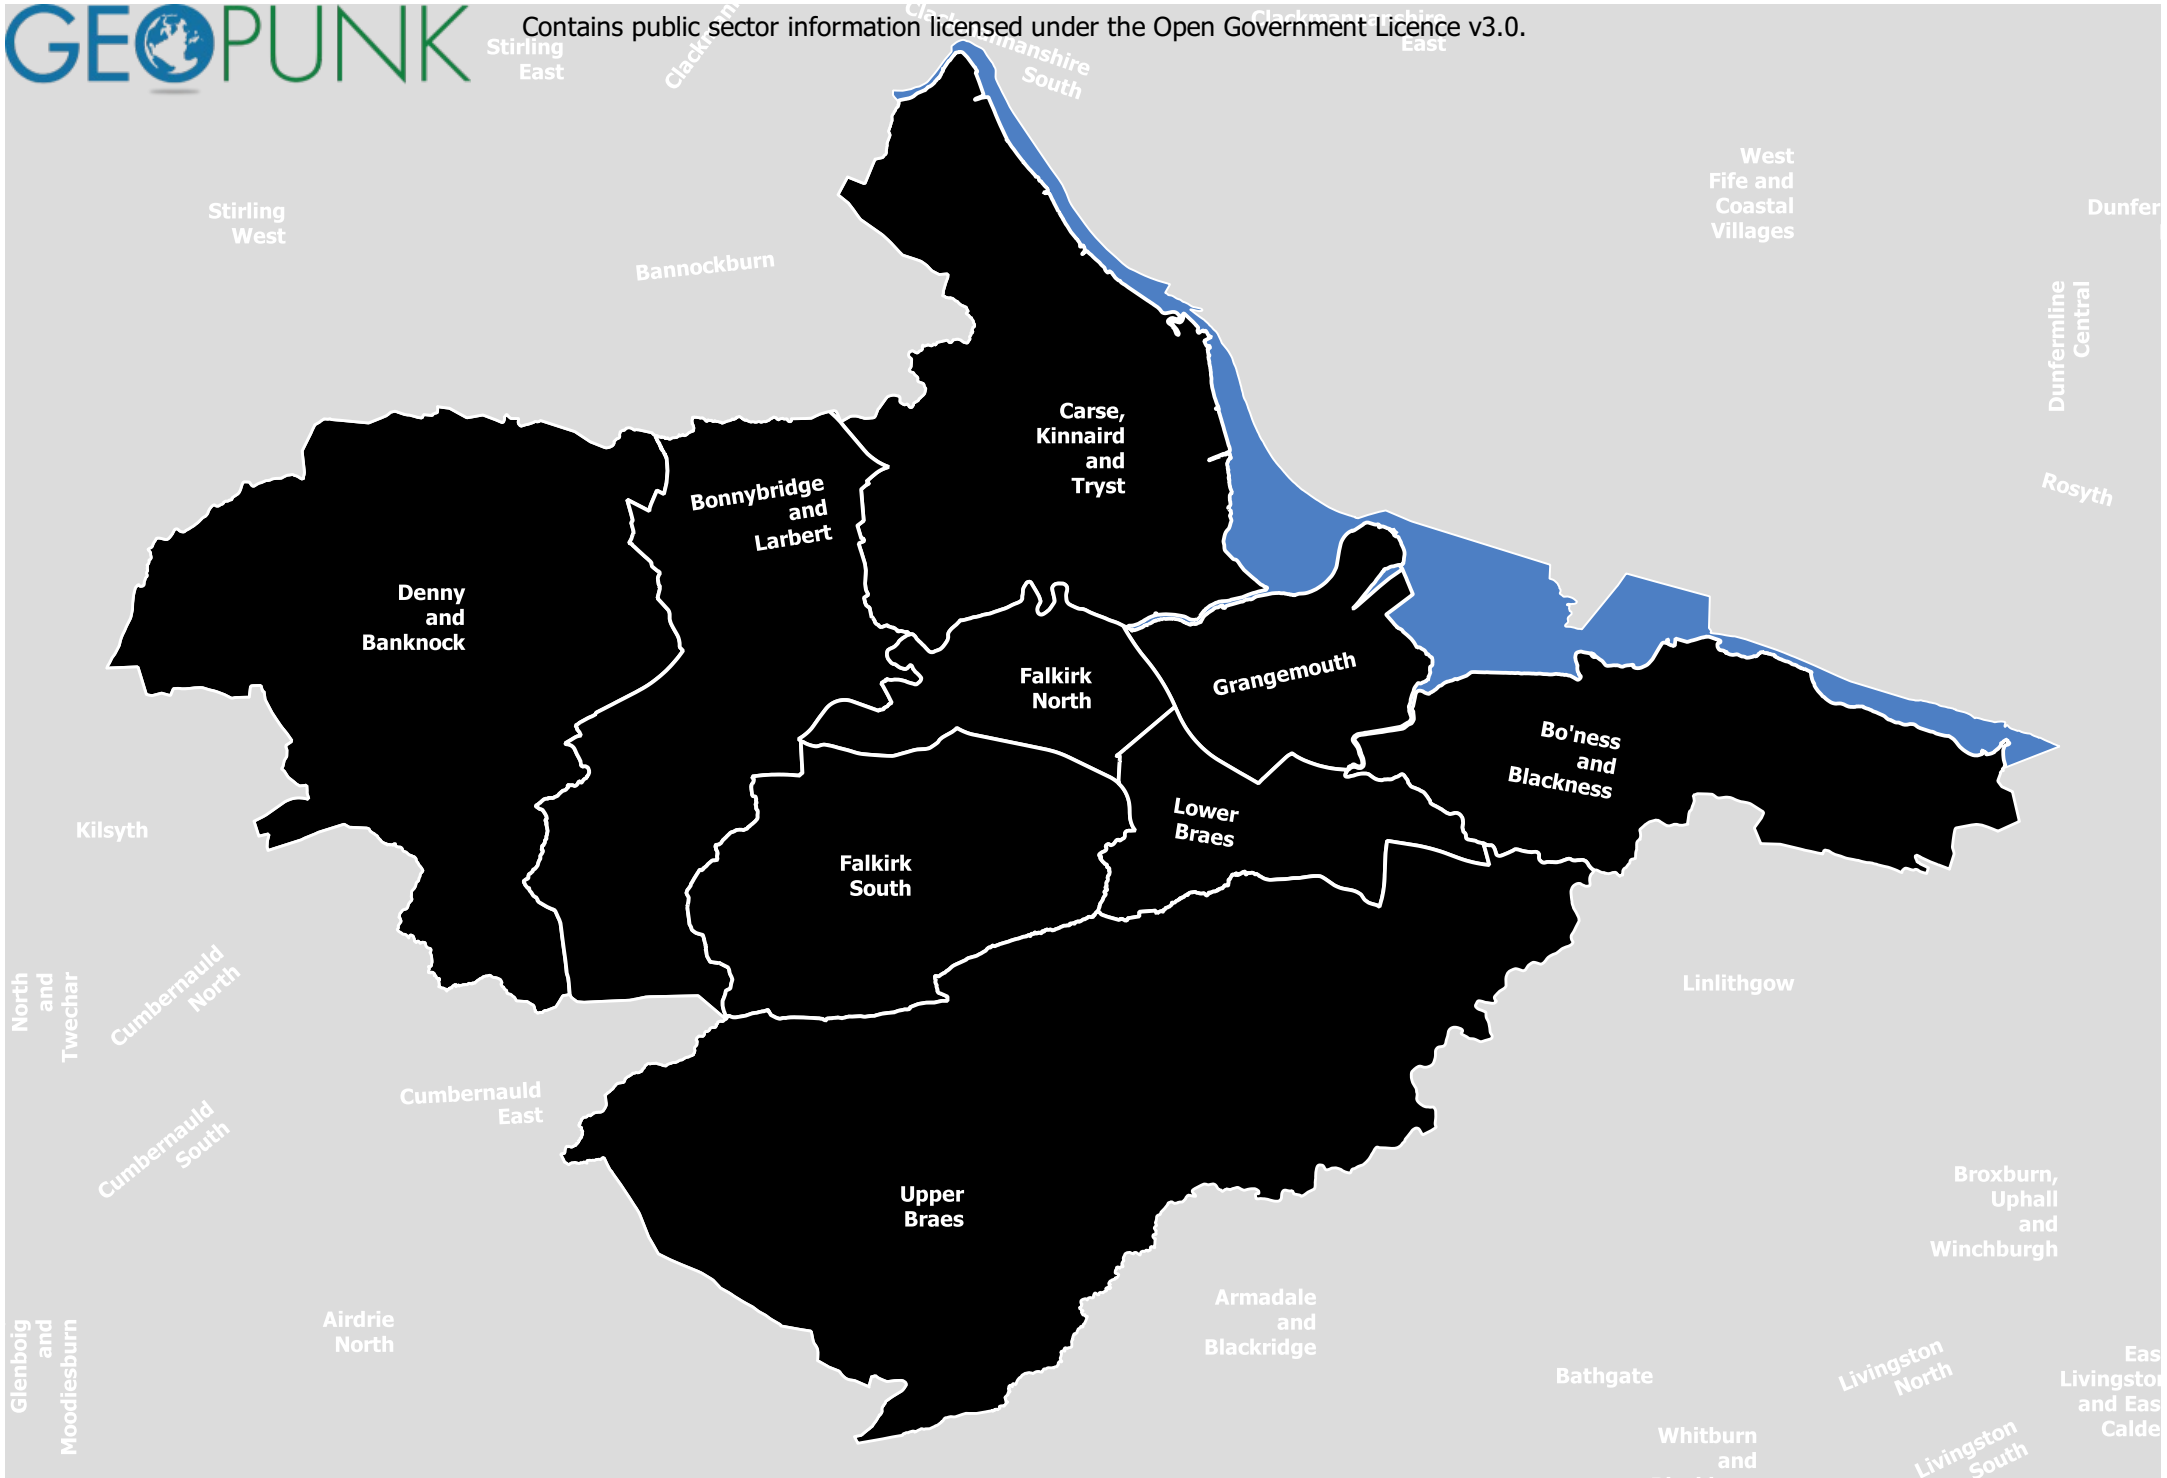 GEOPUNK
Contains public sector information licensed under the Open Government Licence v3.0.
Stirling
East
South
East
West
Fife and
Coastal
Villages
Stirling
West
Bannockburn
Dunfermline
Central
Rosyth
Carse,
Kinnaird
and
Tryst
Bonnybridge
and
Larbert
Denny
and
Banknock
Falkirk
North
Grangemouth
Bo'ness
and
Blackness
Lower
Braes
Kilsyth
Falkirk
South
Cumbernauld
North
North
and
Twechar
Linlithgow
Cumbernauld
East
Cumbernauld
South
Upper
Braes
Broxburn,
Uphall
and
Winchburgh
Airdrie
North
Armadale
and
Blackridge
Glenboig
and
Moodiesburn
Bathgate
Livingston
North
and
Whitburn
and
Livingston
South